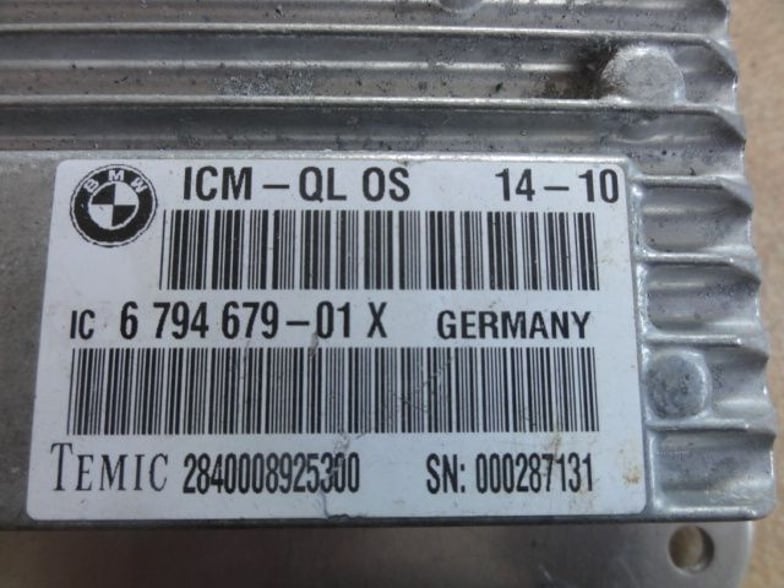 BMW
ICM-QL OS 14-10
IC 6 794 679-01 X GERMANY
TEMIC 2840008925300 SN: 000287131